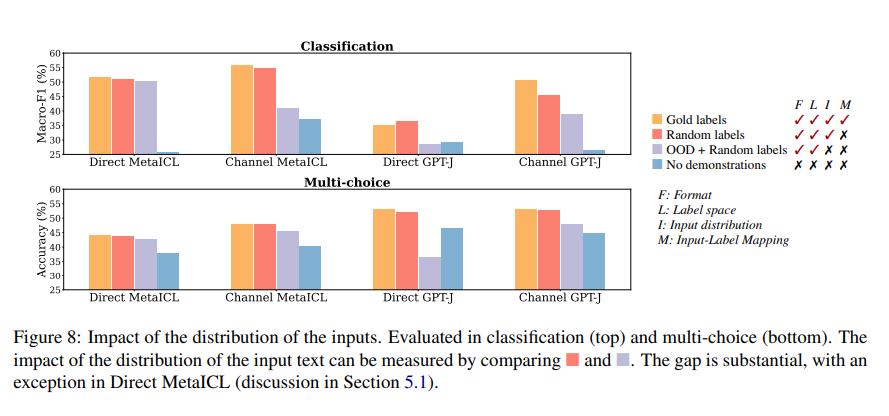 Classification
Macro-F1 (%)
60
55
50
45
40
35
30
25
Direct MetaICL Channel MetaICL Direct GPT-J Channel GPT-J
Multi-choice
Accuracy (%)
60
55
50
45
40
35
30
25
Direct MetaICL Channel MetaICL Direct GPT-J Channel GPT-J
F L I M
Gold labels ✓ ✓ ✓ ✓
Random labels ✓ ✓ ✓ ✗
OOD + Random labels ✓ ✓ ✗ ✗
No demonstrations ✗ ✗ ✗ ✗
F: Format
L: Label space
I: Input distribution
M: Input-Label Mapping
Figure 8: Impact of the distribution of the inputs. Evaluated in classification (top) and multi-choice (bottom). The
impact of the distribution of the input text can be measured by comparing ■ and ■. The gap is substantial, with an
exception in Direct MetaICL (discussion in Section 5.1).